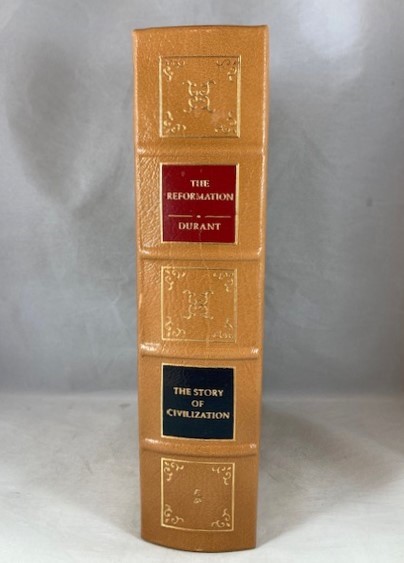 THE
REFORMATION
DURANT
THE STORY
OF
CIVILIZATION